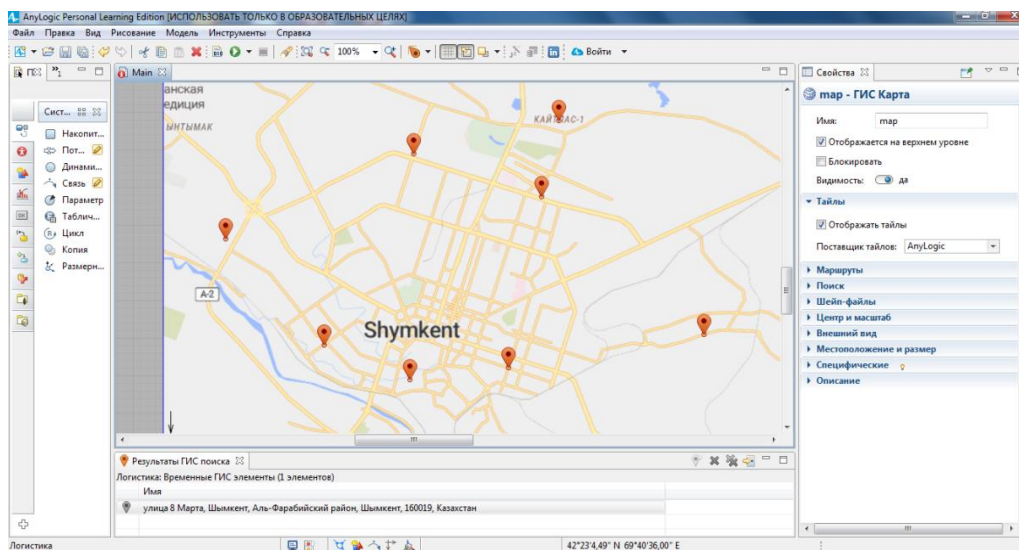 AnyLogic Personal Learning Edition [ИСПОЛЬЗОВАТЬ ТОЛЬКО В ОБРАЗОВАТЕЛЬНЫХ ЦЕЛЯХ]
Файл Правка Вид Рисование Модель Инструменты Справка
100% Войти
Main
Свойства
Сист...
Накопит...
Пот...
Динами...
Связь
Параметр
Таблич...
Цикл
Копия
Размерн...
анская
едиция
ЫНТЫМАК
A-2
Shymkent
map - ГИС Карта
Имя: map
Отображается на верхнем уровне
Блокировать
Видимость: да
Тайлы
Отображать тайлы
Поставщик тайлов: AnyLogic
Маршруты
Поиск
Шейп-файлы
Центр и масштаб
Внешний вид
Местоположение и размер
Специфические
Описание
Результаты ГИС поиска
Логистика: Временные ГИС элементы (1 элементов)
Имя
улица 8 Марта, Шымкент, Аль-Фарабийский район, Шымкент, 160019, Казахстан
Логистика
42°23'4,49" N 69°40'36,00" E